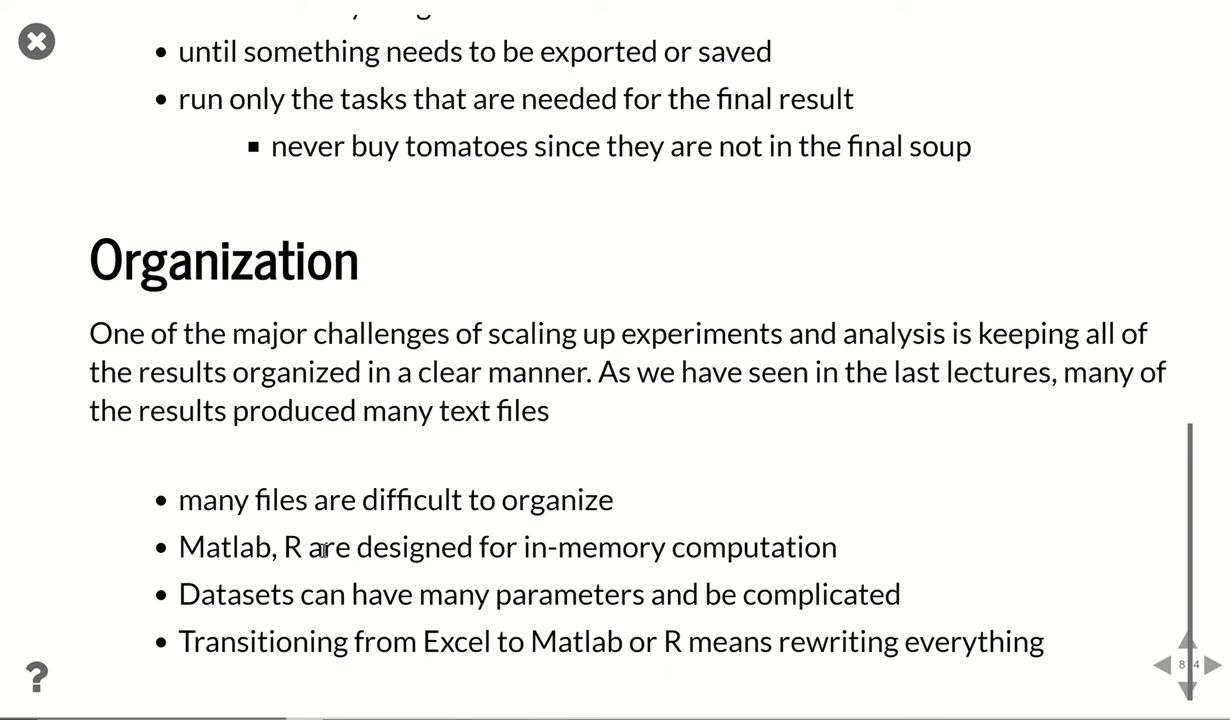 until something needs to be exported or saved
run only the tasks that are needed for the final result
never buy tomatoes since they are not in the final soup
Organization
One of the major challenges of scaling up experiments and analysis is keeping all of
the results organized in a clear manner. As we have seen in the last lectures, many of
the results produced many text files
many files are difficult to organize
Matlab, R are designed for in-memory computation
Datasets can have many parameters and be complicated
Transitioning from Excel to Matlab or R means rewriting everything
?